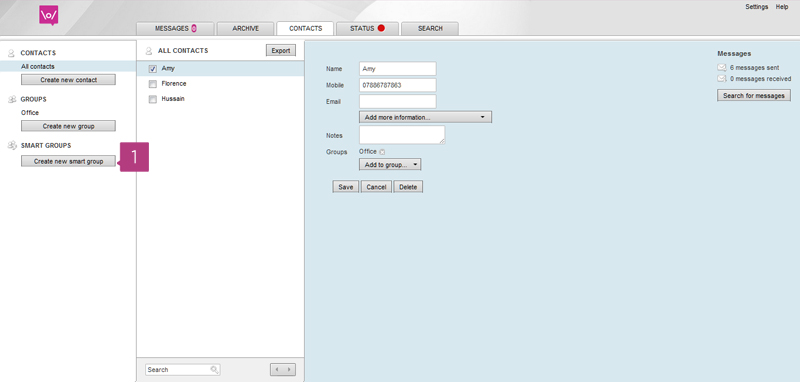 \o/
Settings Help
MESSAGES 0 ARCHIVE CONTACTS STATUS SEARCH
CONTACTS
All contacts
Create new contact
GROUPS
Office
Create new group
SMART GROUPS
Create new smart group
1
ALL CONTACTS Export
Amy
Florence
Hussain
Search
Name Amy
Mobile 07886787863
Email
Add more information...
Notes
Groups Office
Add to group...
Save Cancel Delete
Messages
6 messages sent
0 messages received
Search for messages